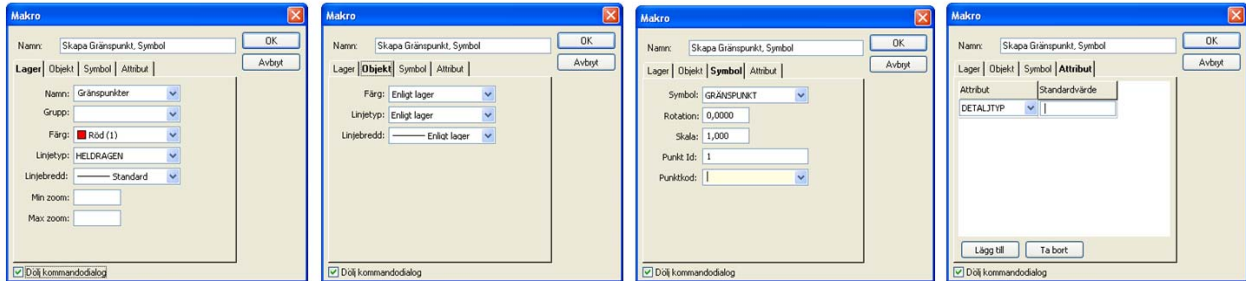 Makro
Namn: Skapa Gränspunkt, Symbol OK
Avbryt
Lager Objekt Symbol Attribut
Namn: Gränspunkter
Grupp:
Färg: Röd (1)
Linjetyp: HELDRAGEN
Linjebredd: Standard
Min zoom:
Max zoom:
Dölj kommandodialog
Makro
Namn: Skapa Gränspunkt, Symbol OK
Avbryt
Lager Objekt Symbol Attribut
Färg: Enligt lager
Linjetyp: Enligt lager
Linjebredd: Enligt lager
Dölj kommandodialog
Makro
Namn: Skapa Gränspunkt, Symbol OK
Avbryt
Lager Objekt Symbol Attribut
Symbol: GRÄNSPUNKT
Rotation: 0,0000
Skala: 1,000
Punkt Id: 1
Punktkod:
Dölj kommandodialog
Makro
Namn: Skapa Gränspunkt, Symbol OK
Avbryt
Lager Objekt Symbol Attribut
Attribut Standardvärde
DETALJTYP
Lägg till Ta bort
Dölj kommandodialog